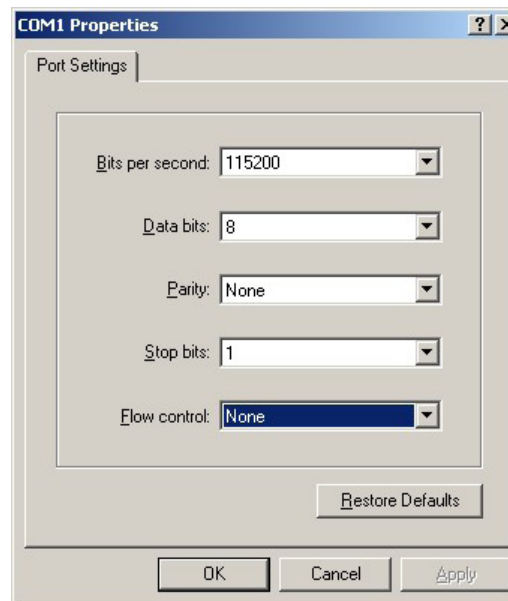 COM1 Properties
Port Settings
Bits per second: 115200
Data bits: 8
Parity: None
Stop bits: 1
Flow control: None
Restore Defaults
OK Cancel Apply